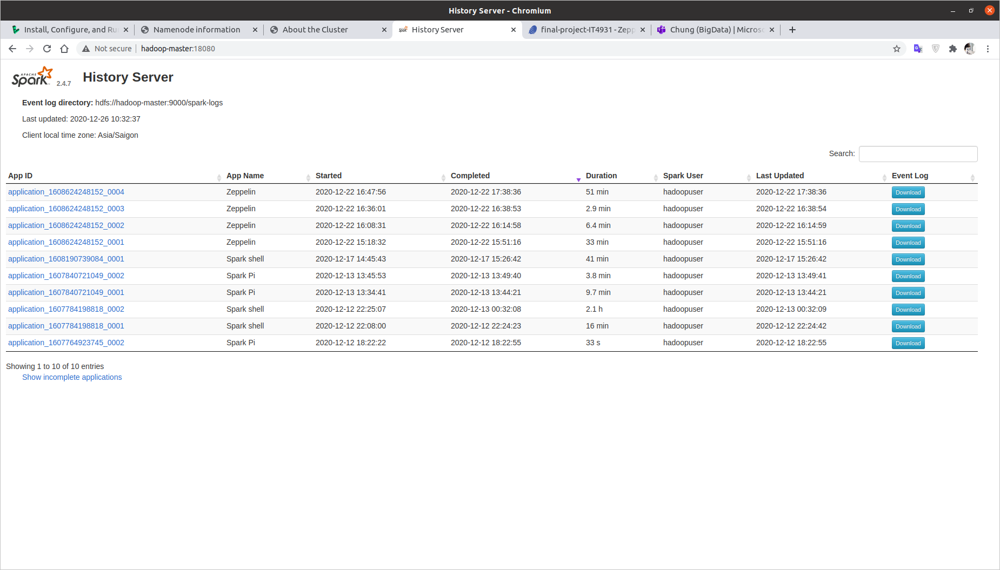 History Server - Chromium
Install, Configure, and Ru
Namenode information
About the Cluster
History Server
final-project-IT4931 - Zepp
Chung (BigData) | Microsc
Not secure
hadoop-master:18080
APACHE
Spark 2.4.7 History Server
Event log directory: hdfs://hadoop-master:9000/spark-logs
Last updated: 2020-12-26 10:32:37
Client local time zone: Asia/Saigon
Search:
App ID App Name Started Completed Duration Spark User Last Updated Event Log
application_1608624248152_0004 Zeppelin 2020-12-22 16:47:56 2020-12-22 17:38:36 51 min hadoopuser 2020-12-22 17:38:36 Download
application_1608624248152_0003 Zeppelin 2020-12-22 16:36:01 2020-12-22 16:38:53 2.9 min hadoopuser 2020-12-22 16:38:54 Download
application_1608624248152_0002 Zeppelin 2020-12-22 16:08:31 2020-12-22 16:14:58 6.4 min hadoopuser 2020-12-22 16:14:59 Download
application_1608624248152_0001 Zeppelin 2020-12-22 15:18:32 2020-12-22 15:51:16 33 min hadoopuser 2020-12-22 15:51:16 Download
application_1608190739084_0001 Spark shell 2020-12-17 14:45:43 2020-12-17 15:26:42 41 min hadoopuser 2020-12-17 15:26:42 Download
application_1607840721049_0002 Spark Pi 2020-12-13 13:45:53 2020-12-13 13:49:40 3.8 min hadoopuser 2020-12-13 13:49:41 Download
application_1607840721049_0001 Spark Pi 2020-12-13 13:34:41 2020-12-13 13:44:21 9.7 min hadoopuser 2020-12-13 13:44:21 Download
application_1607784198818_0002 Spark shell 2020-12-12 22:25:07 2020-12-13 00:32:08 2.1 h hadoopuser 2020-12-13 00:32:09 Download
application_1607784198818_0001 Spark shell 2020-12-12 22:08:00 2020-12-12 22:24:23 16 min hadoopuser 2020-12-12 22:24:42 Download
application_1607764923745_0002 Spark Pi 2020-12-12 18:22:22 2020-12-12 18:22:55 33 s hadoopuser 2020-12-12 18:22:55 Download
Showing 1 to 10 of 10 entries
Show incomplete applications